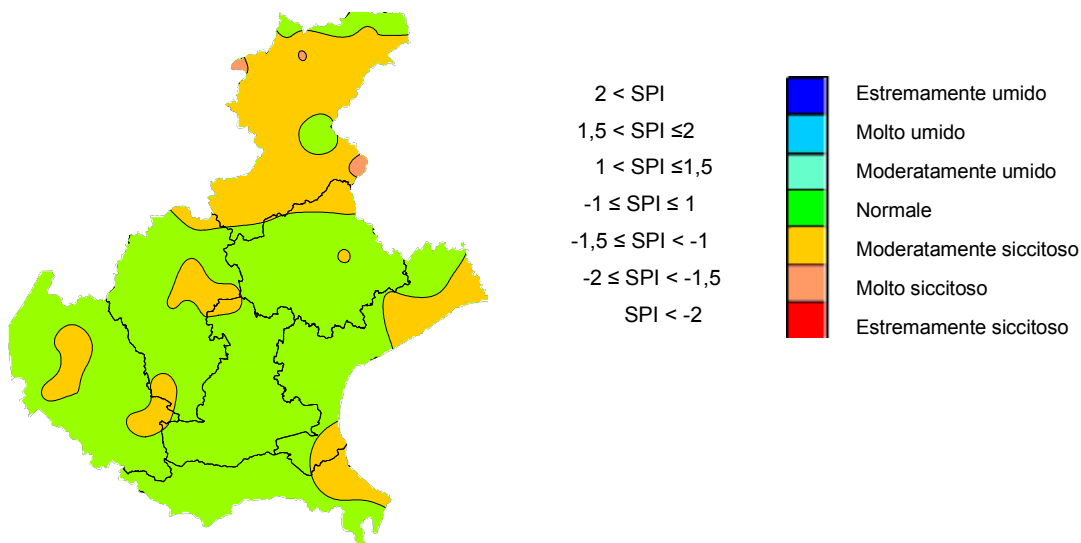 2 < SPI Estremamente umido
1,5 < SPI ≤2 Molto umido
1 < SPI ≤1,5 Moderatamente umido
-1 ≤ SPI ≤ 1 Normale
-1,5 ≤ SPI < -1 Moderatamente siccitoso
-2 ≤ SPI < -1,5 Molto siccitoso
SPI < -2 Estremamente siccitoso